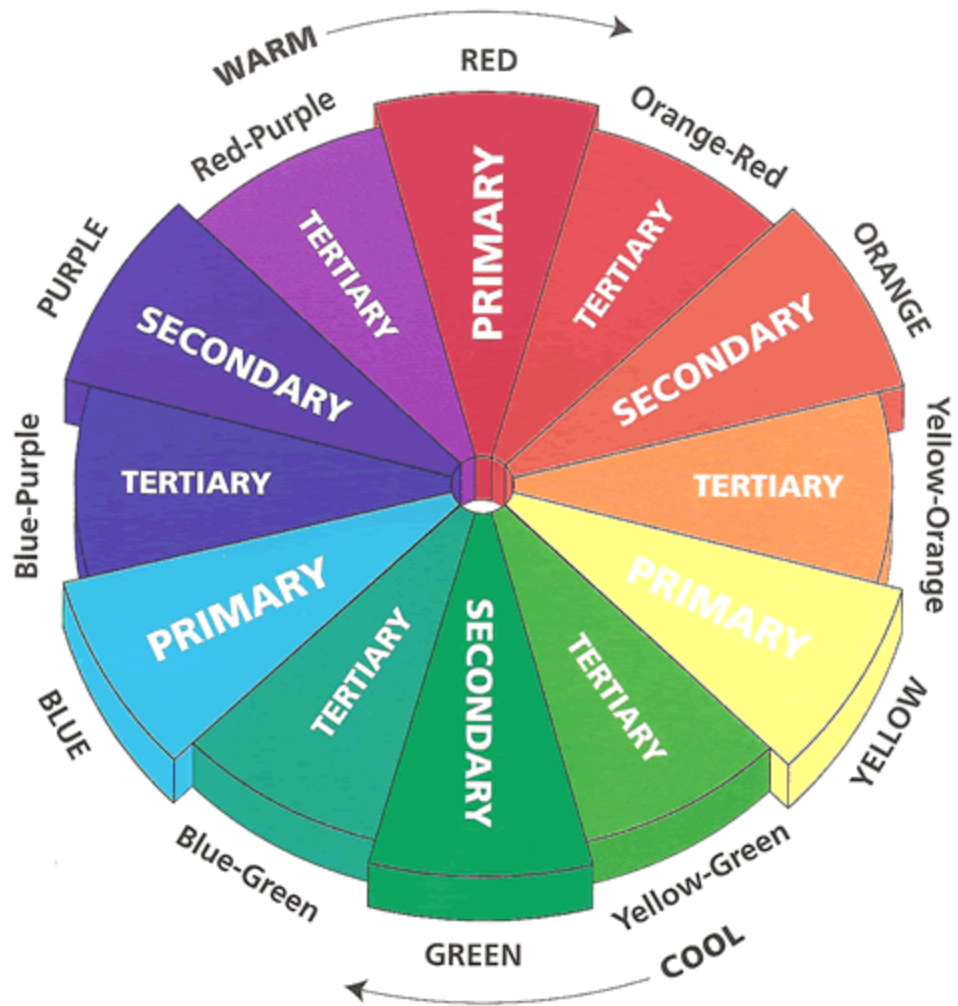 WARM
RED
Orange-Red
ORANGE
Yellow-Orange
YELLOW
Yellow-Green
COOL
GREEN
Blue-Green
BLUE
Blue-Purple
PURPLE
Red-Purple
PRIMARY
TERTIARY
SECONDARY
TERTIARY
PRIMARY
TERTIARY
SECONDARY
TERTIARY
PRIMARY
TERTIARY
SECONDARY
TERTIARY